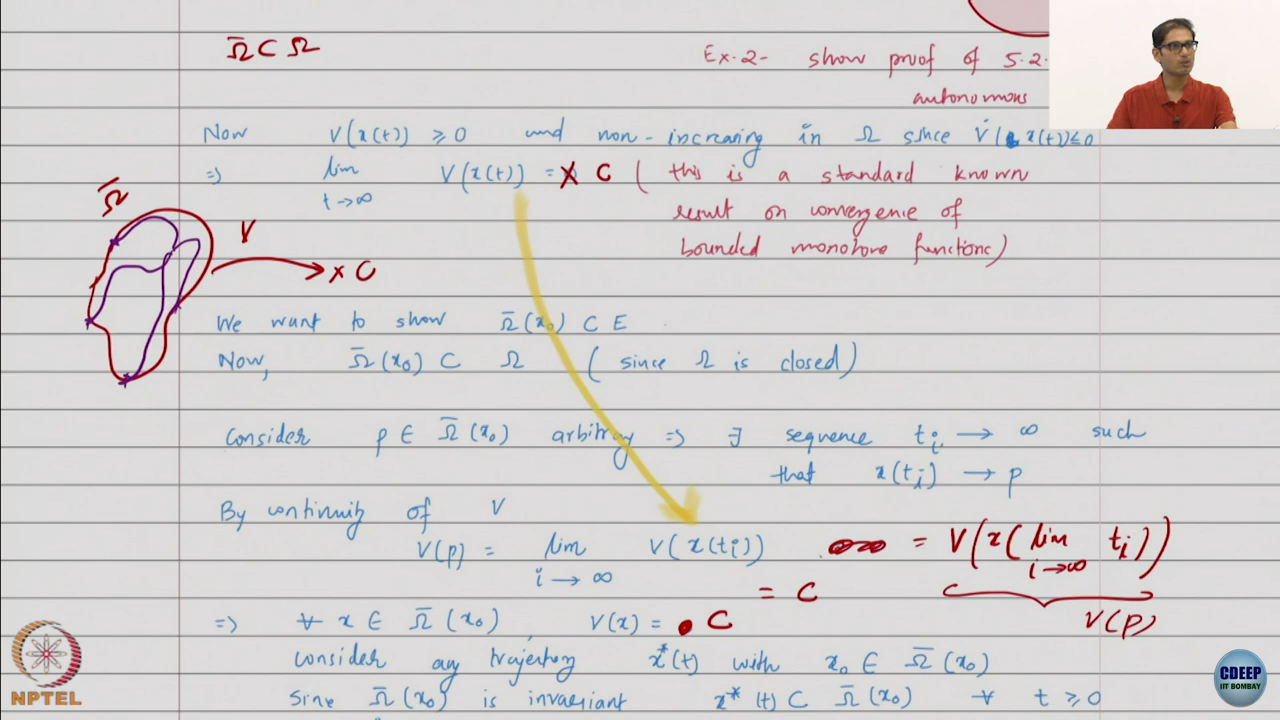 Ω̄ ⊂ Ω
Ex. 2 - show proof of 5.2.
autonomous
Now V(x(t)) ≥ 0 and non-increasing in Ω since V̇(x(t)) ≤ 0
⇒ lim t→∞ V(x(t)) = C ( this is a standard known
result on convergence of
bounded monotone functions)
Ω̄ V x C
We want to show Ω̄(x₀) ⊂ E
Now, Ω̄(x₀) ⊂ Ω ( since Ω is closed)
Consider p ∈ Ω̄(x₀) arbitry ⇒ ∃ sequence tᵢ → ∞ such
that x(tᵢ) → p
By continuity of V
V(p) = lim i → ∞ V(x(tᵢ)) = V(x(lim i→∞ tᵢ))
= C V(p)
⇒ ∀ x ∈ Ω̄(x₀), V(x) = C
Consider any trajectory x*(t) with x₀ ∈ Ω̄(x₀)
Sine Ω̄(x₀) is invariant x*(t) ⊂ Ω̄(x₀) ∀ t ≥ 0
NPTEL
CDEEP
IIT BOMBAY